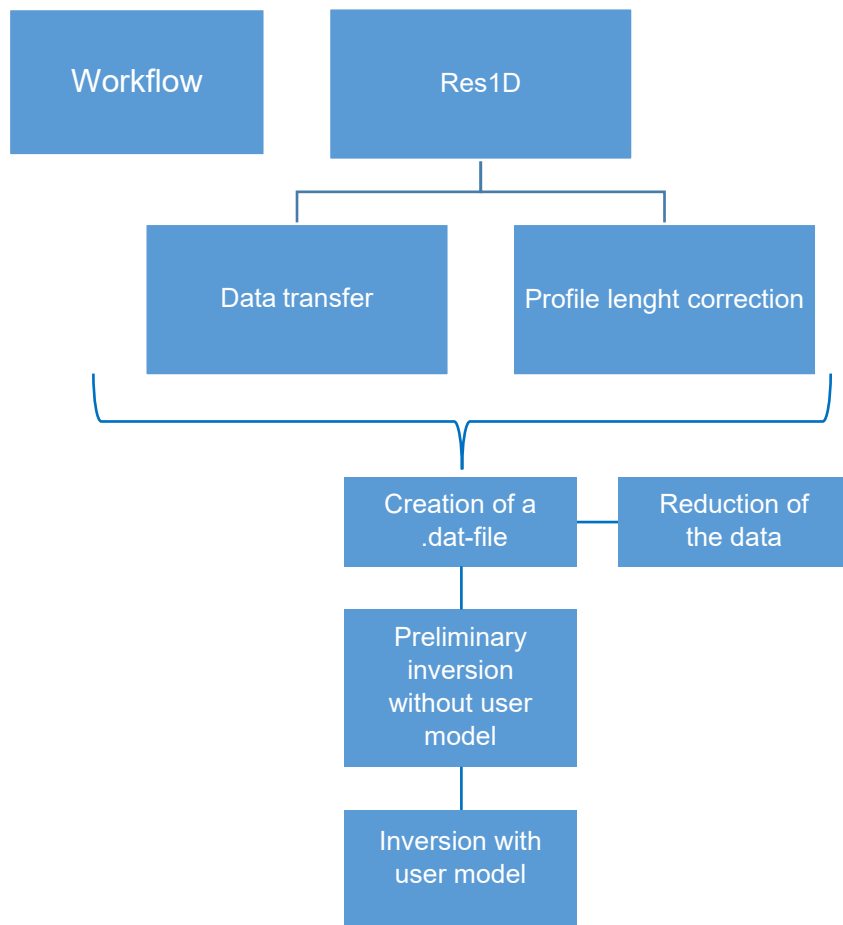 Workflow
Res1D
Data transfer
Profile lenght correction
Creation of a
.dat-file
Reduction of
the data
Preliminary
inversion
without user
model
Inversion with
user model